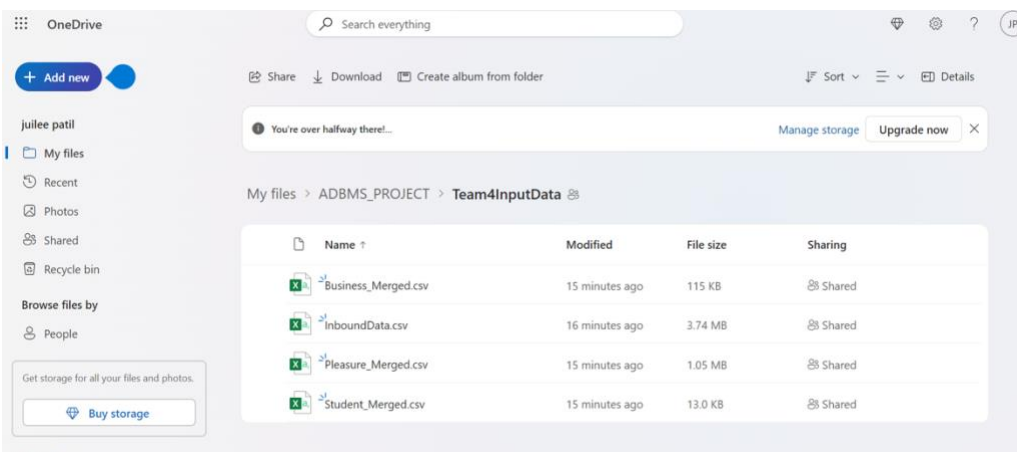 OneDrive
Search everything
JP
Add new
Share Download Create album from folder Sort Details
juilee patil
My files
Recent
Photos
Shared
Recycle bin
Browse files by
People
Get storage for all your files and photos.
Buy storage
You're over halfway there!...
Manage storage Upgrade now
My files > ADBMS_PROJECT > Team4InputData
Name ↑ Modified File size Sharing
Business_Merged.csv 15 minutes ago 115 KB Shared
InboundData.csv 16 minutes ago 3.74 MB Shared
Pleasure_Merged.csv 15 minutes ago 1.05 MB Shared
Student_Merged.csv 15 minutes ago 13.0 KB Shared